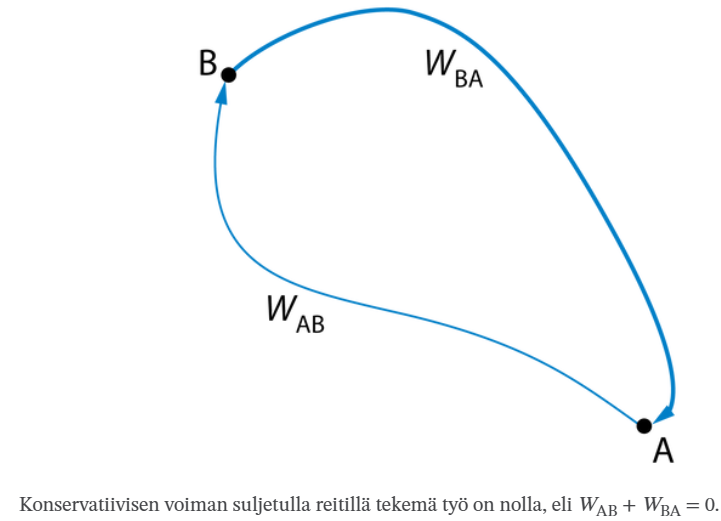 B
W_BA
W_AB
A
Konservatiivisen voiman suljetulla reitillä tekemä työ on nolla, eli W_AB + W_BA = 0.